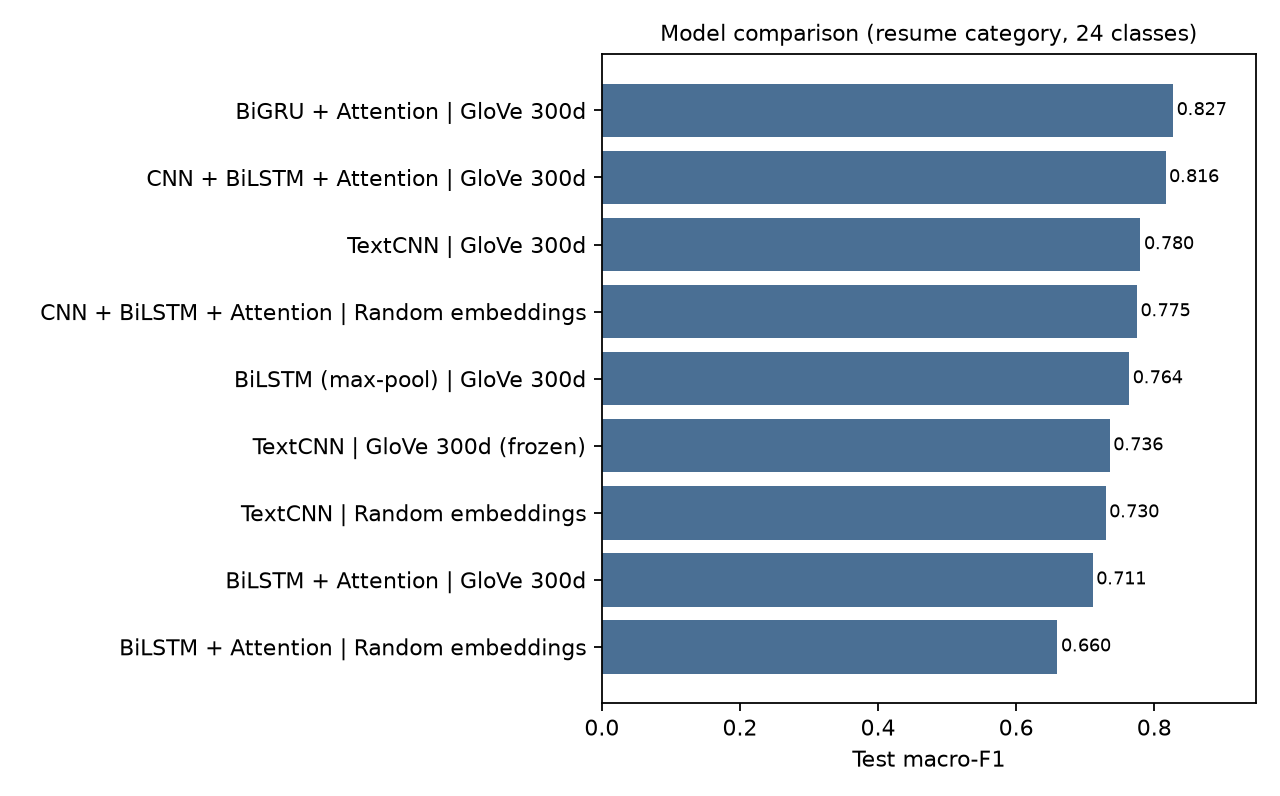 Model comparison (resume category, 24 classes)
BiGRU + Attention | GloVe 300d 0.827
CNN + BiLSTM + Attention | GloVe 300d 0.816
TextCNN | GloVe 300d 0.780
CNN + BiLSTM + Attention | Random embeddings 0.775
BiLSTM (max-pool) | GloVe 300d 0.764
TextCNN | GloVe 300d (frozen) 0.736
TextCNN | Random embeddings 0.730
BiLSTM + Attention | GloVe 300d 0.711
BiLSTM + Attention | Random embeddings 0.660
0.0 0.2 0.4 0.6 0.8
Test macro-F1